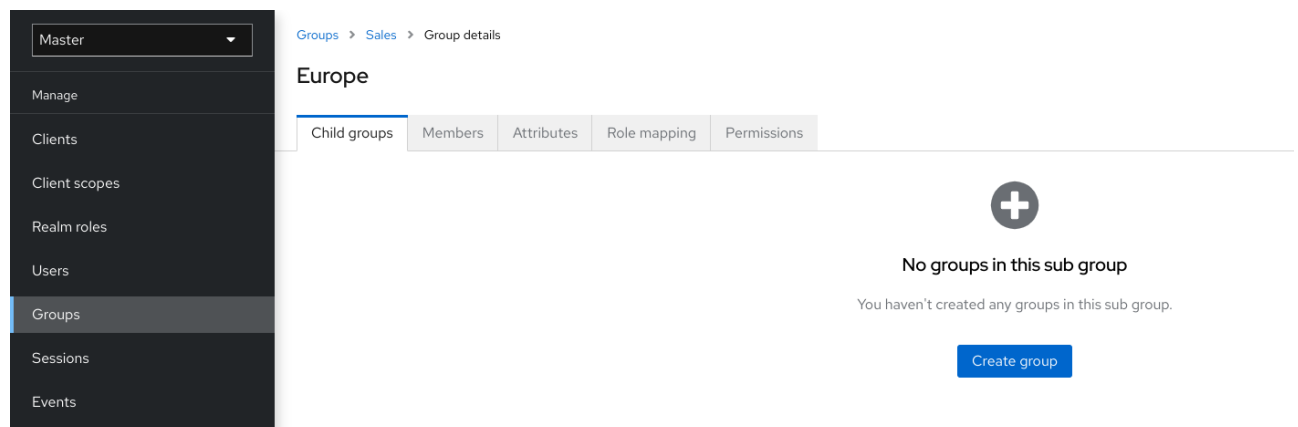 Master
Manage
Clients
Client scopes
Realm roles
Users
Groups
Sessions
Events
Groups > Sales > Group details
Europe
Child groups Members Attributes Role mapping Permissions
No groups in this sub group
You haven't created any groups in this sub group.
Create group